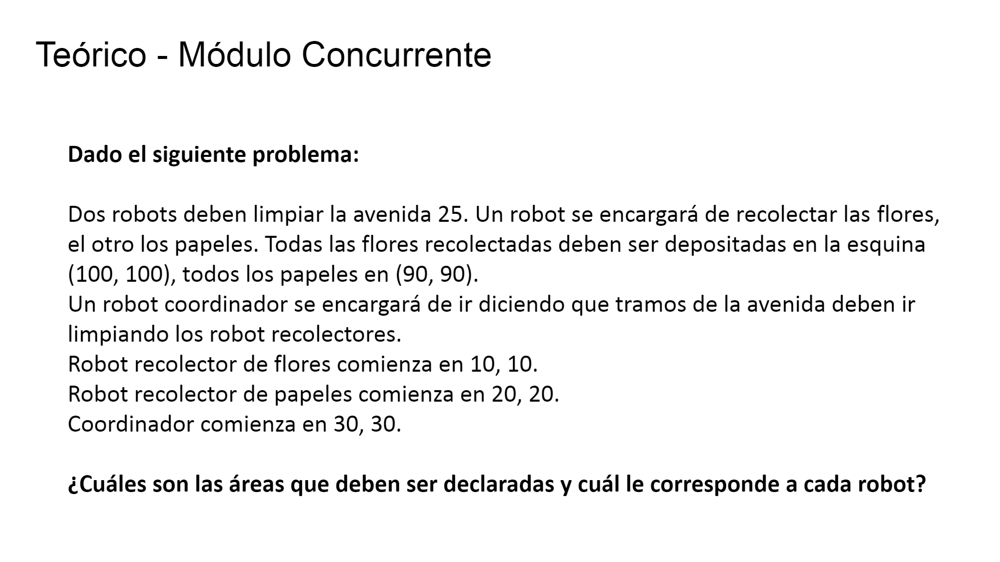 Teórico - Módulo Concurrente
Dado el siguiente problema:
Dos robots deben limpiar la avenida 25. Un robot se encargará de recolectar las flores,
el otro los papeles. Todas las flores recolectadas deben ser depositadas en la esquina
(100, 100), todos los papeles en (90, 90).
Un robot coordinador se encargará de ir diciendo que tramos de la avenida deben ir
limpiando los robot recolectores.
Robot recolector de flores comienza en 10, 10.
Robot recolector de papeles comienza en 20, 20.
Coordinador comienza en 30, 30.
¿Cuáles son las áreas que deben ser declaradas y cuál le corresponde a cada robot?